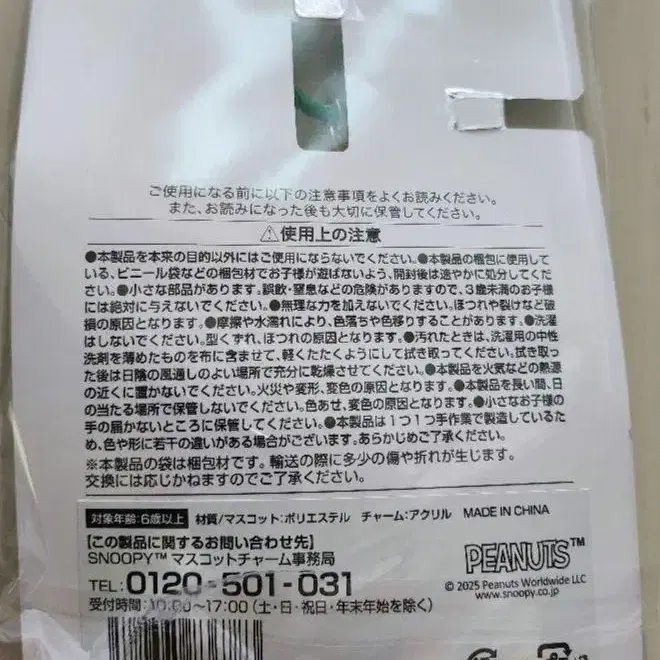 ご使用になる前に以下の注意事項をよくお読みください。
また、お読みになった後も大切に保管してください。
⚠使用上の注意
●本製品を本来の目的以外にはご使用にならないでください。●本製品の梱包に使用して
いる、ビニール袋などの梱包材でお子様が遊ばないよう、開封後は速やかに処分してくだ
さい。●小さな部品があります。誤飲・窒息などの危険がありますので、3歳未満のお子様
には絶対に与えないでください。●無理な力を加えないでください。ほつれや裂けなど破
損の原因となります。●摩擦や水濡れにより、色落ちや色移りすることがあります。●洗濯
はしないでください。型くずれ、ほつれの原因となります。●汚れたときは、洗濯用の中性
洗剤を薄めたものを布に含ませて、軽くたたくようにして拭き取ってください。拭き取っ
た後は日陰の風通しのよい場所で充分に乾燥させてください。●本製品を火気などの熱源
の近くに置かないでください。火災や変形、変色の原因となります。●本製品を長い間、日
の当たる場所で保管しないでください。色あせ、変色の原因となります。●小さなお子様の
手の届かないところに保管してください。●本製品は1つ1つ手作業で製造しているた
め、色や形に若干の違いがある場合がございます。あらかじめご了承ください。
※本製品の袋は梱包材です。輸送の際に多少の傷や折れが生じます。
交換には応じかねますのでご了承ください。
対象年齢:6歳以上 材質/マスコット:ポリエステル チャーム:アクリル MADE IN CHINA
【この製品に関するお問い合わせ先】
SNOOPY™ マスコットチャーム事務局
TEL: 0120-501-031
受付時間:10:00~17:00(土・日・祝日・年末年始を除く)
PEANUTS™
© 2025 Peanuts Worldwide LLC
www.snoopy.co.jp